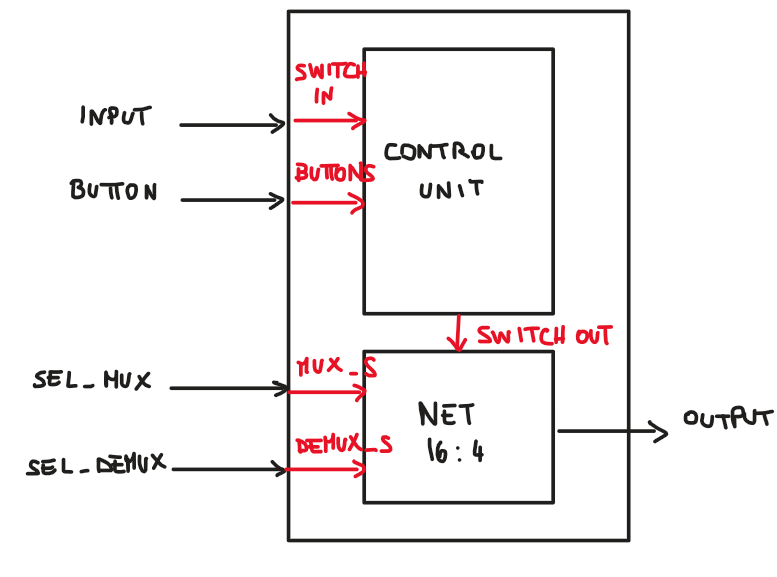 SWITCH
IN
INPUT
CONTROL
UNIT
BUTTONS
BUTTON
SWITCH OUT
MUX_S
SEL_MUX
NET
16:4
OUTPUT
DEMUX_S
SEL_DEMUX